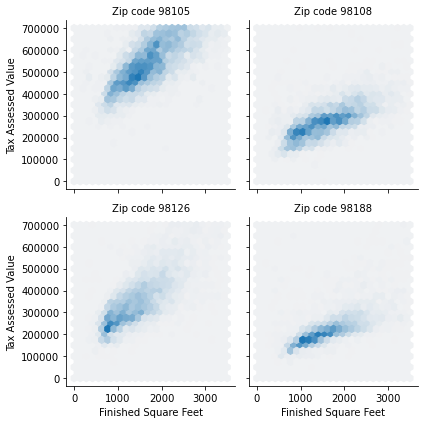 Zip code 98105
Zip code 98108
700000
600000
500000
400000
300000
200000
100000
0
Tax Assessed Value
Zip code 98126
Zip code 98188
700000
600000
500000
400000
300000
200000
100000
0
Tax Assessed Value
0 1000 2000 3000
0 1000 2000 3000
Finished Square Feet
Finished Square Feet